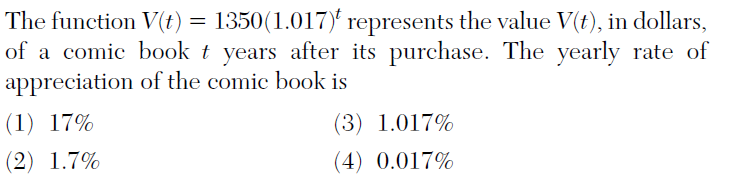 The function V(t) = 1350(1.017)ᵗ represents the value V(t), in dollars,
of a comic book t years after its purchase. The yearly rate of
appreciation of the comic book is
(1) 17% (3) 1.017%
(2) 1.7% (4) 0.017%